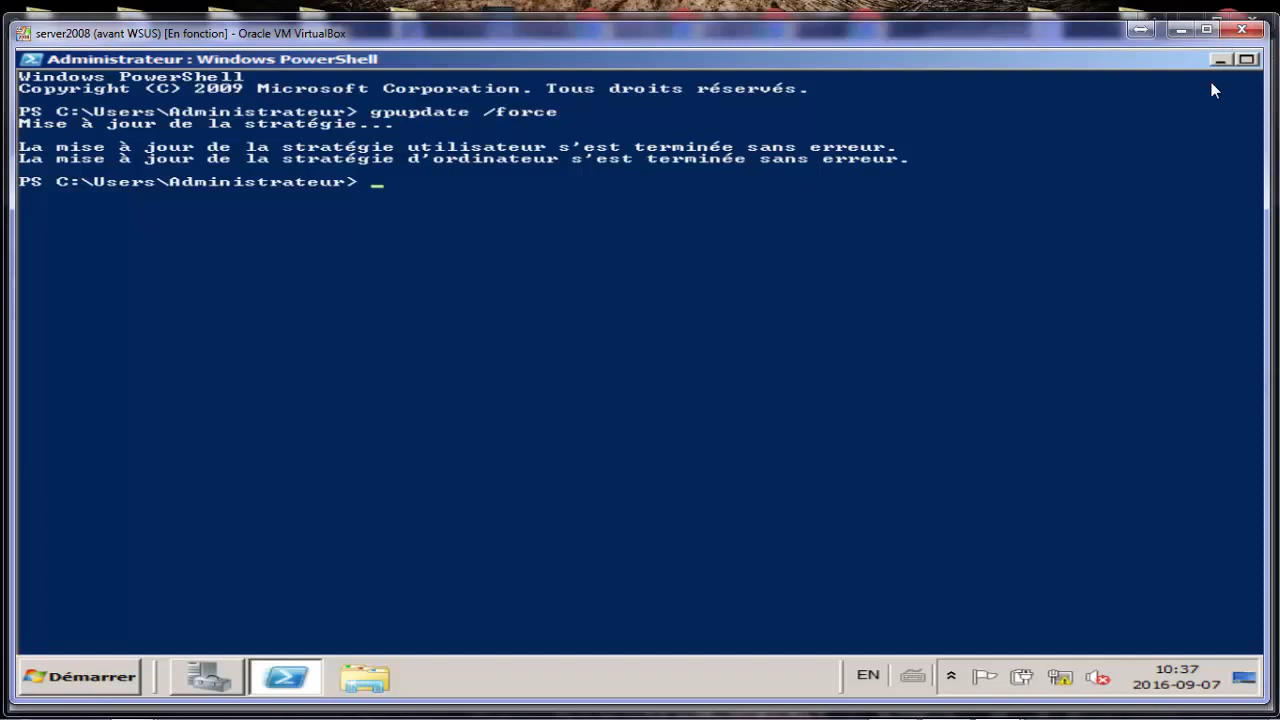 server2008 (avant WSUS) [En fonction] - Oracle VM VirtualBox
Administrateur : Windows PowerShell
Windows PowerShell
Copyright (C) 2009 Microsoft Corporation. Tous droits réservés.
PS C:\Users\Administrateur> gpupdate /force
Mise à jour de la stratégie...
La mise à jour de la stratégie utilisateur s'est terminée sans erreur.
La mise à jour de la stratégie d'ordinateur s'est terminée sans erreur.
PS C:\Users\Administrateur> _
Démarrer
EN
10:37
2016-09-07